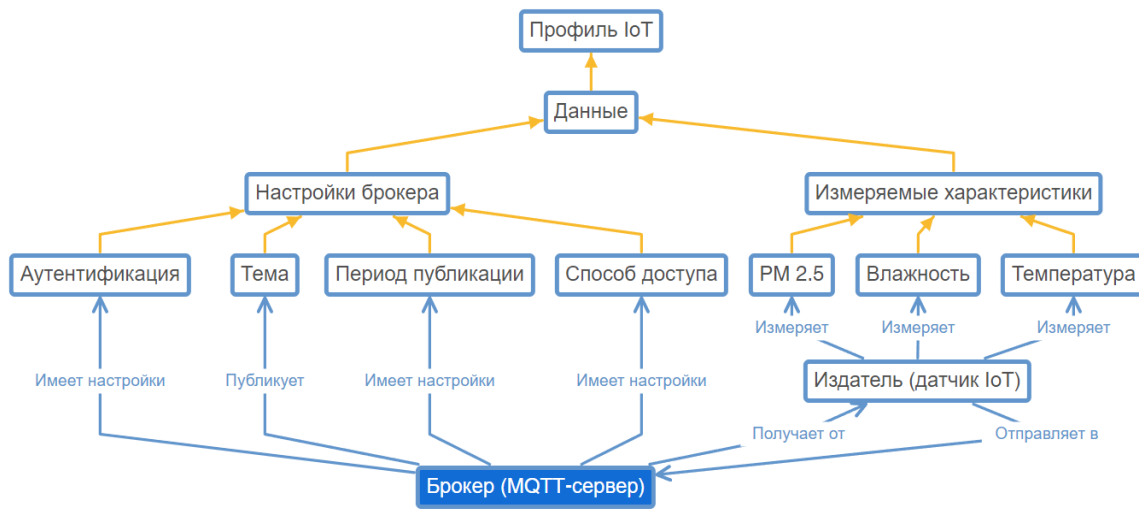 Профиль IoT
Данные
Настройки брокера
Измеряемые характеристики
Аутентификация
Тема
Период публикации
Способ доступа
PM 2.5
Влажность
Температура
Измеряет
Измеряет
Измеряет
Имеет настройки
Публикует
Имеет настройки
Имеет настройки
Издатель (датчик IoT)
Получает от
Отправляет в
Брокер (MQTT-сервер)